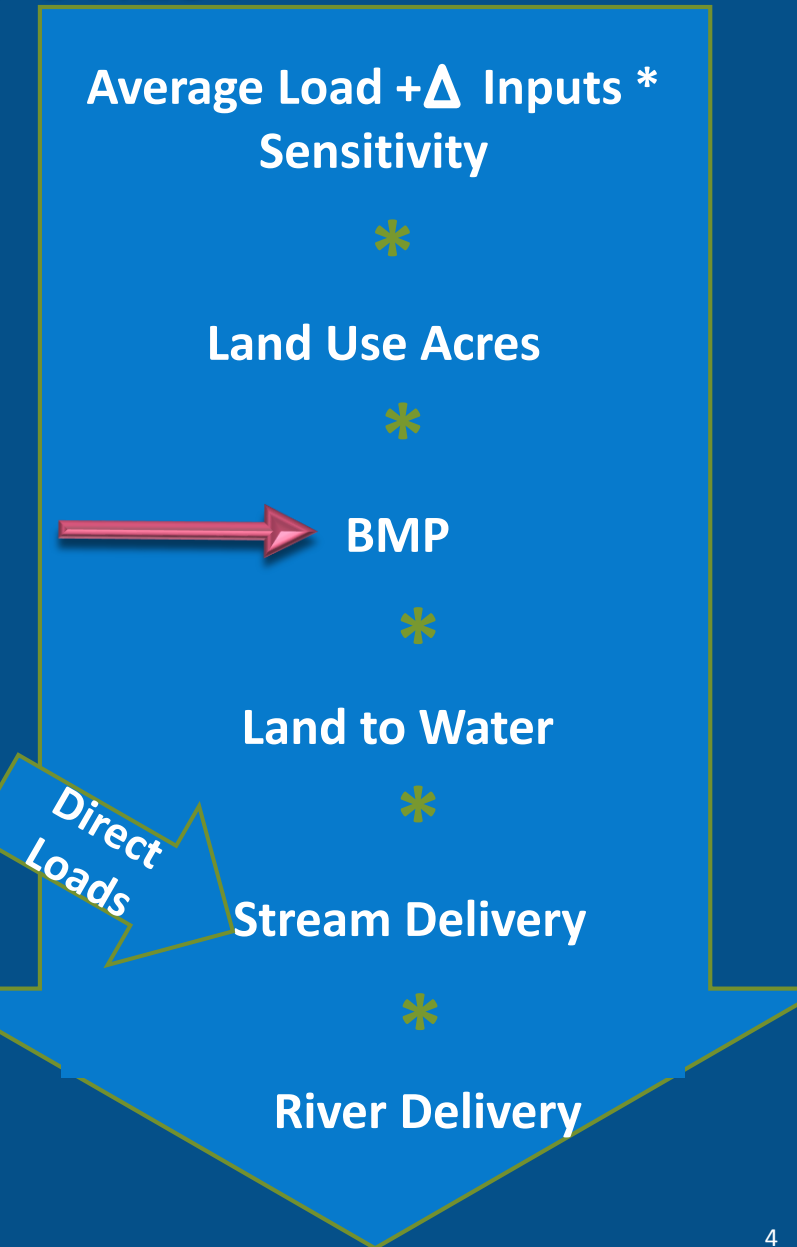 Average Load +Δ Inputs *
Sensitivity
*
Land Use Acres
*
BMP
*
Land to Water
*
Direct
Loads
Stream Delivery
*
River Delivery
4